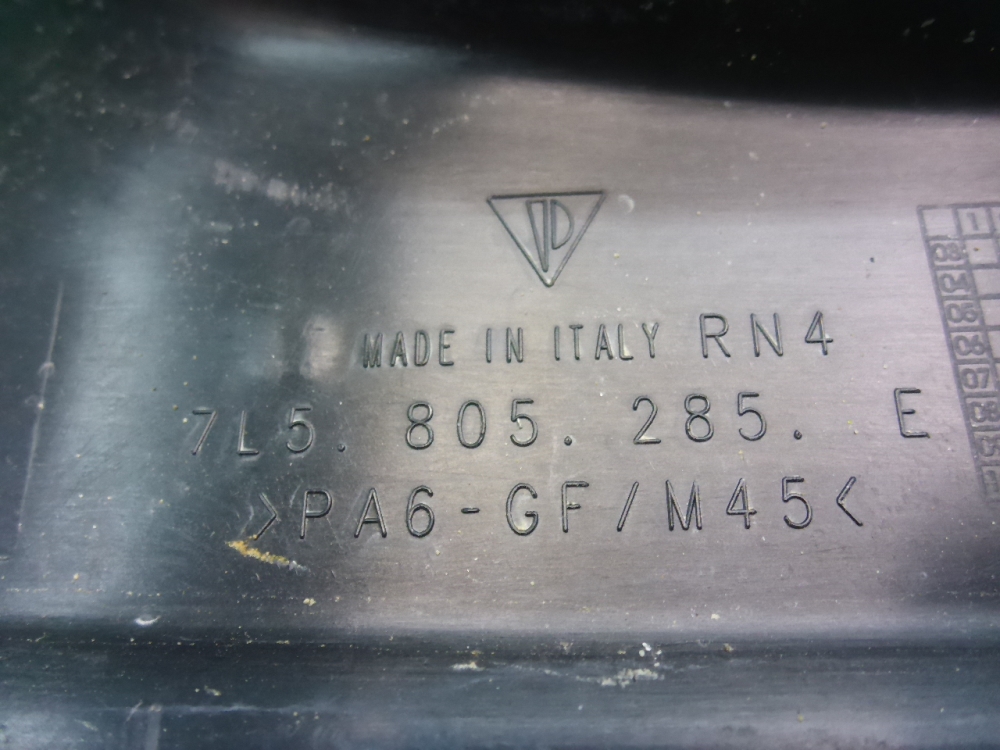 MADE IN ITALY RN4
7L5. 805. 285. E
>PA6-GF/M45<